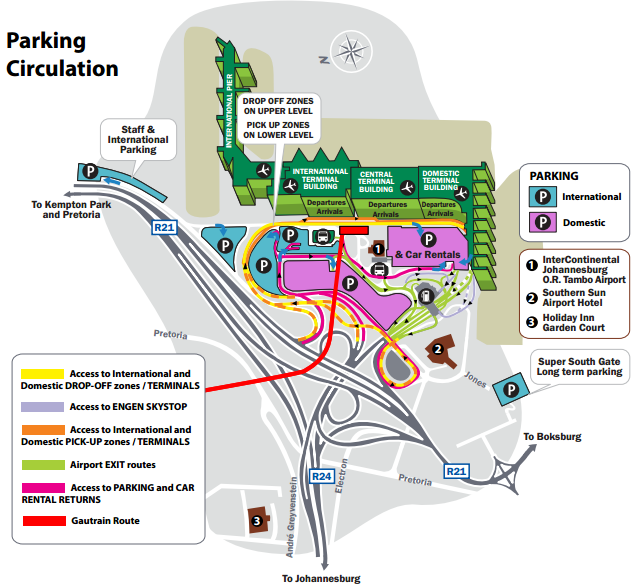 Parking
Circulation
N
DROP OFF ZONES
ON UPPER LEVEL
PICK UP ZONES
ON LOWER LEVEL
INTERNATIONAL PIER
Staff &
International
Parking
P
To Kempton Park
and Pretoria
R21
INTERNATIONAL
TERMINAL
BUILDING
CENTRAL
TERMINAL
BUILDING
DOMESTIC
TERMINAL
BUILDING
Departures
Arrivals
Departures
Arrivals
Departures
Arrivals
P
P
P
P
P
P
& Car Rentals
1
2
3
PARKING
P International
P Domestic
1 InterContinental
Johannesburg
O.R. Tambo Airport
2 Southern Sun
Airport Hotel
3 Holiday Inn
Garden Court
Super South Gate
Long term parking
P
Jones
Pretoria
To Boksburg
R21
Pretoria
R24
Electron
André Greyvenstein
To Johannesburg
Access to International and
Domestic DROP-OFF zones / TERMINALS
Access to ENGEN SKYSTOP
Access to International and
Domestic PICK-UP zones / TERMINALS
Airport EXIT routes
Access to PARKING and CAR
RENTAL RETURNS
Gautrain Route